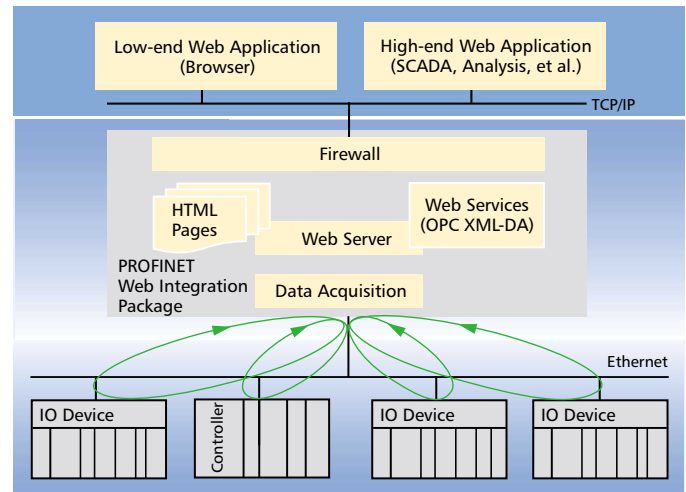 Low-end Web Application
(Browser)
High-end Web Application
(SCADA, Analysis, et al.)
TCP/IP
Firewall
HTML
Pages
Web Services
(OPC XML-DA)
Web Server
PROFINET
Web Integration
Package
Data Acquisition
Ethernet
IO Device
Controller
IO Device
IO Device